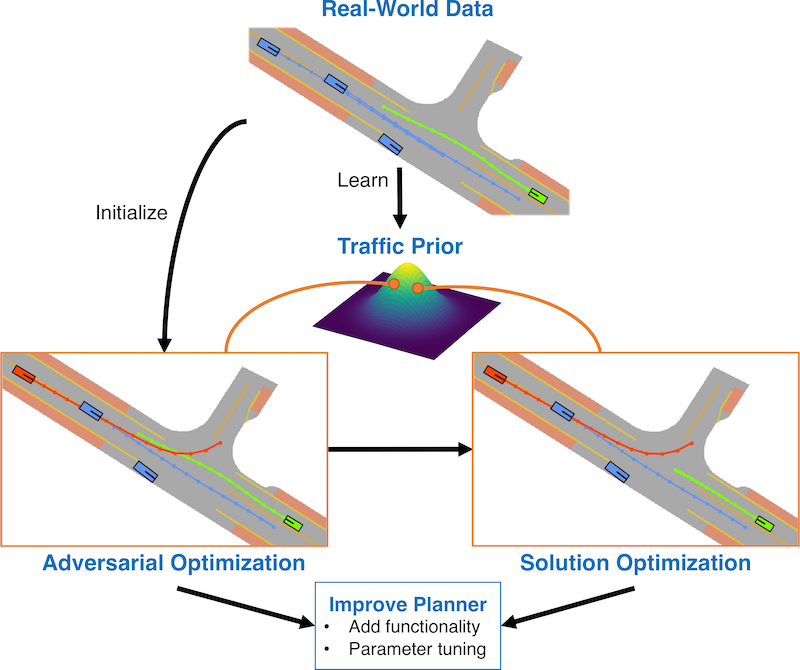 Real-World Data
Learn
Initialize
Traffic Prior
Adversarial Optimization
Solution Optimization
Improve Planner
• Add functionality
• Parameter tuning